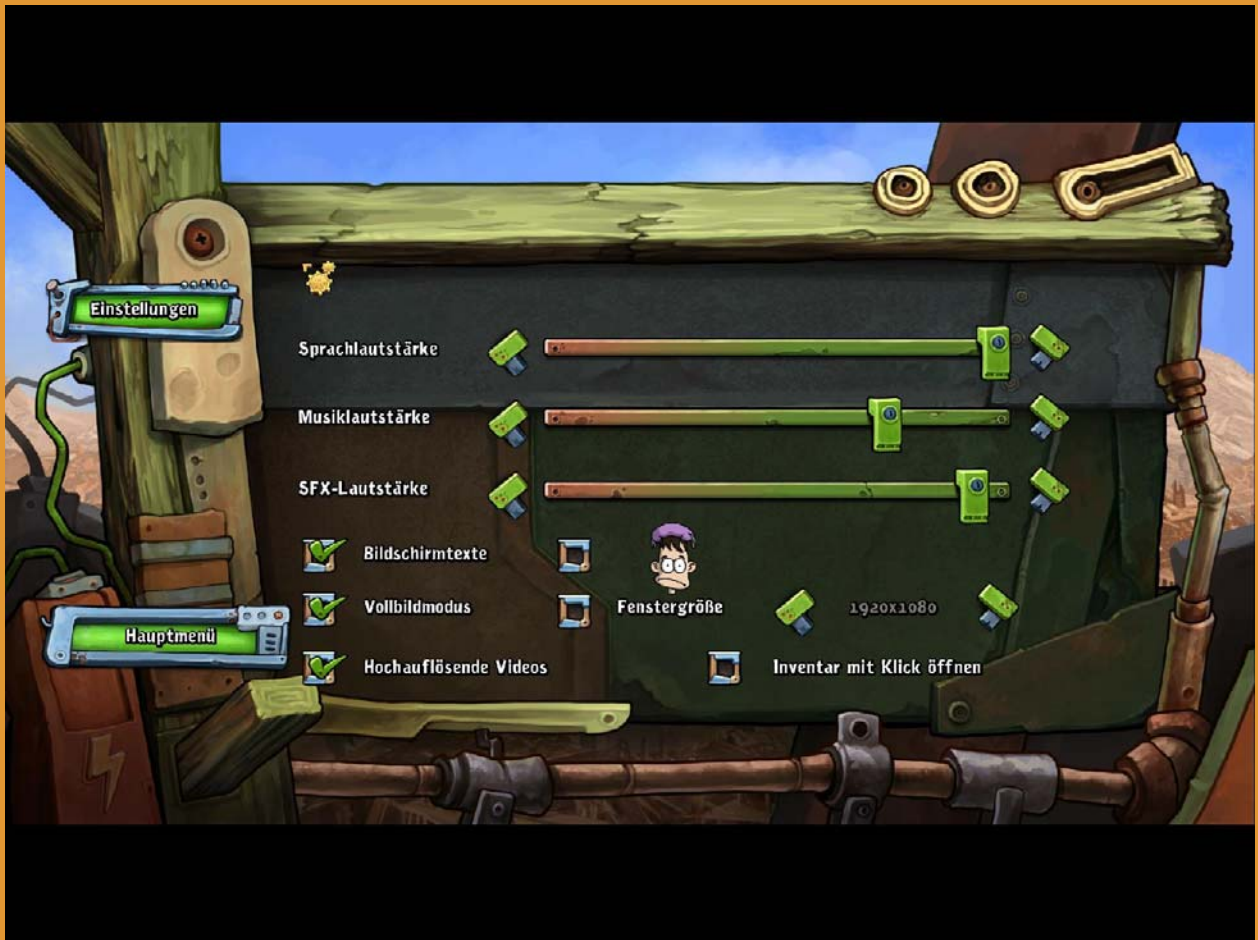 Einstellungen
Sprachlautstärke
Musiklautstärke
SFX-Lautstärke
Bildschirmtexte
Vollbildmodus
Fenstergröße
1920x1080
Hauptmenü
Hochauflösende Videos
Inventar mit Klick öffnen